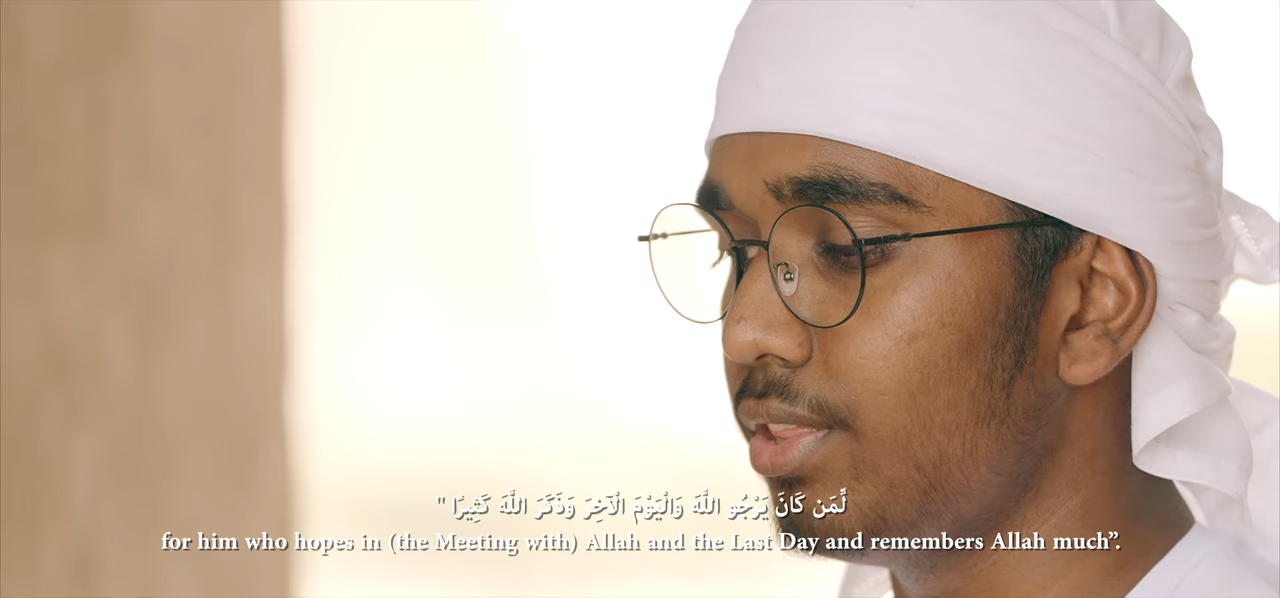 لِّمَن كَانَ يَرْجُو اللَّهَ وَالْيَوْمَ الْآخِرَ وَذَكَرَ اللَّهَ كَثِيرًا "
for him who hopes in (the Meeting with) Allah and the Last Day and remembers Allah much”.